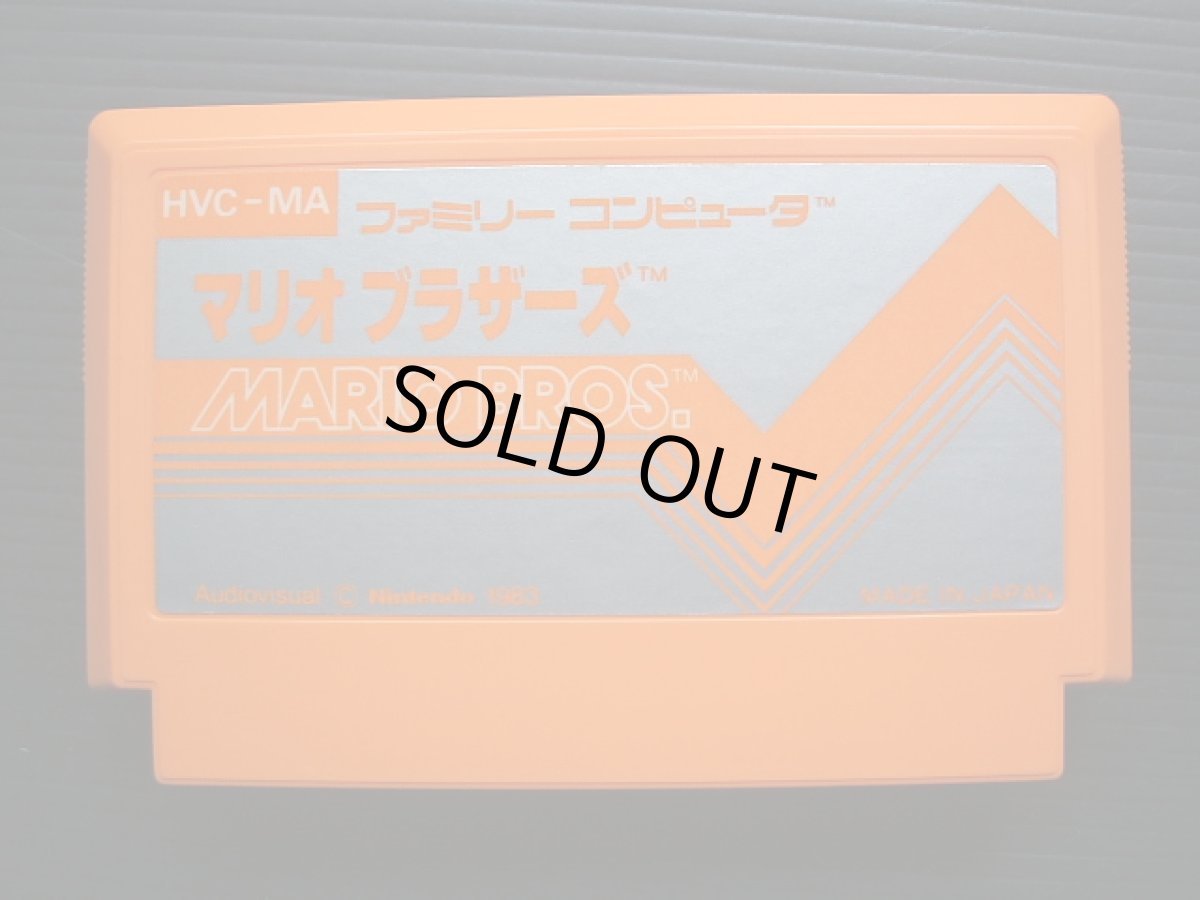 HVC-MA
ファミリー コンピュータ™
マリオブラザーズ™
MARIO BROS.™
SOLD OUT
Audiovisual © Nintendo 1983
MADE IN JAPAN